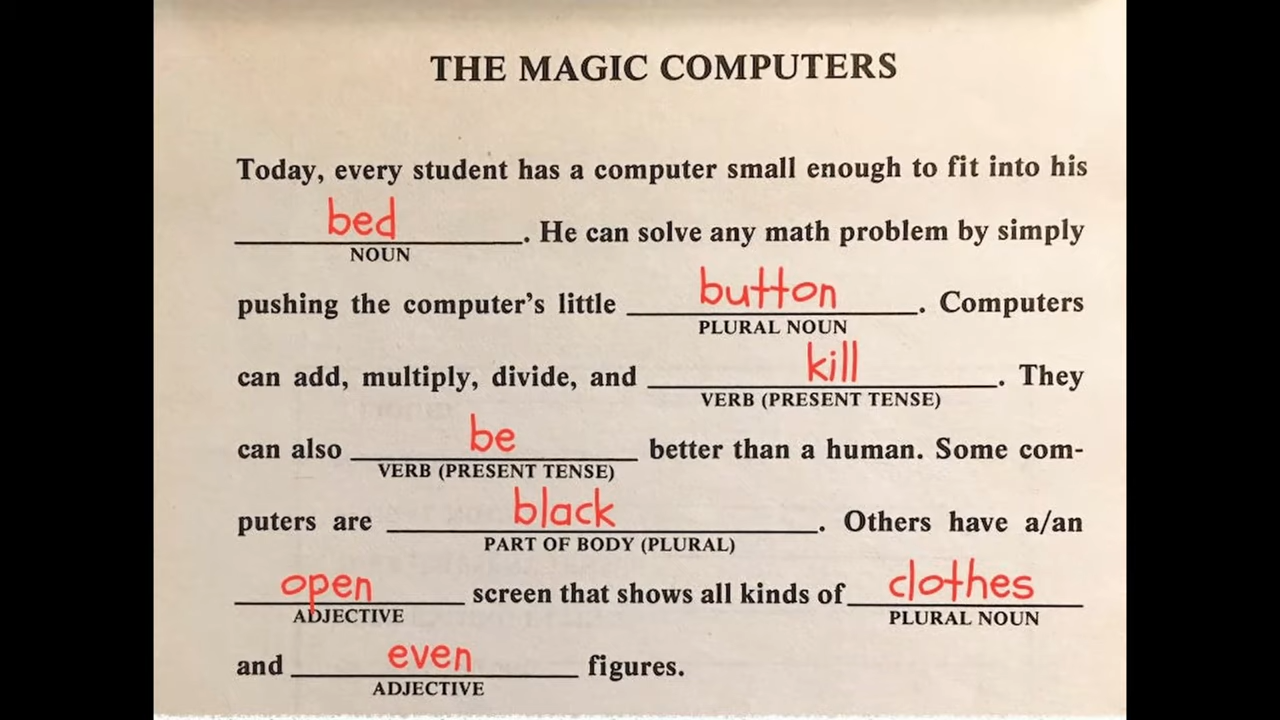 THE MAGIC COMPUTERS
Today, every student has a computer small enough to fit into his
bed. He can solve any math problem by simply
NOUN
pushing the computer's little button. Computers
PLURAL NOUN
can add, multiply, divide, and kill. They
VERB (PRESENT TENSE)
can also be better than a human. Some com-
VERB (PRESENT TENSE)
puters are black. Others have a/an
PART OF BODY (PLURAL)
open screen that shows all kinds of clothes
ADJECTIVE PLURAL NOUN
and even figures.
ADJECTIVE